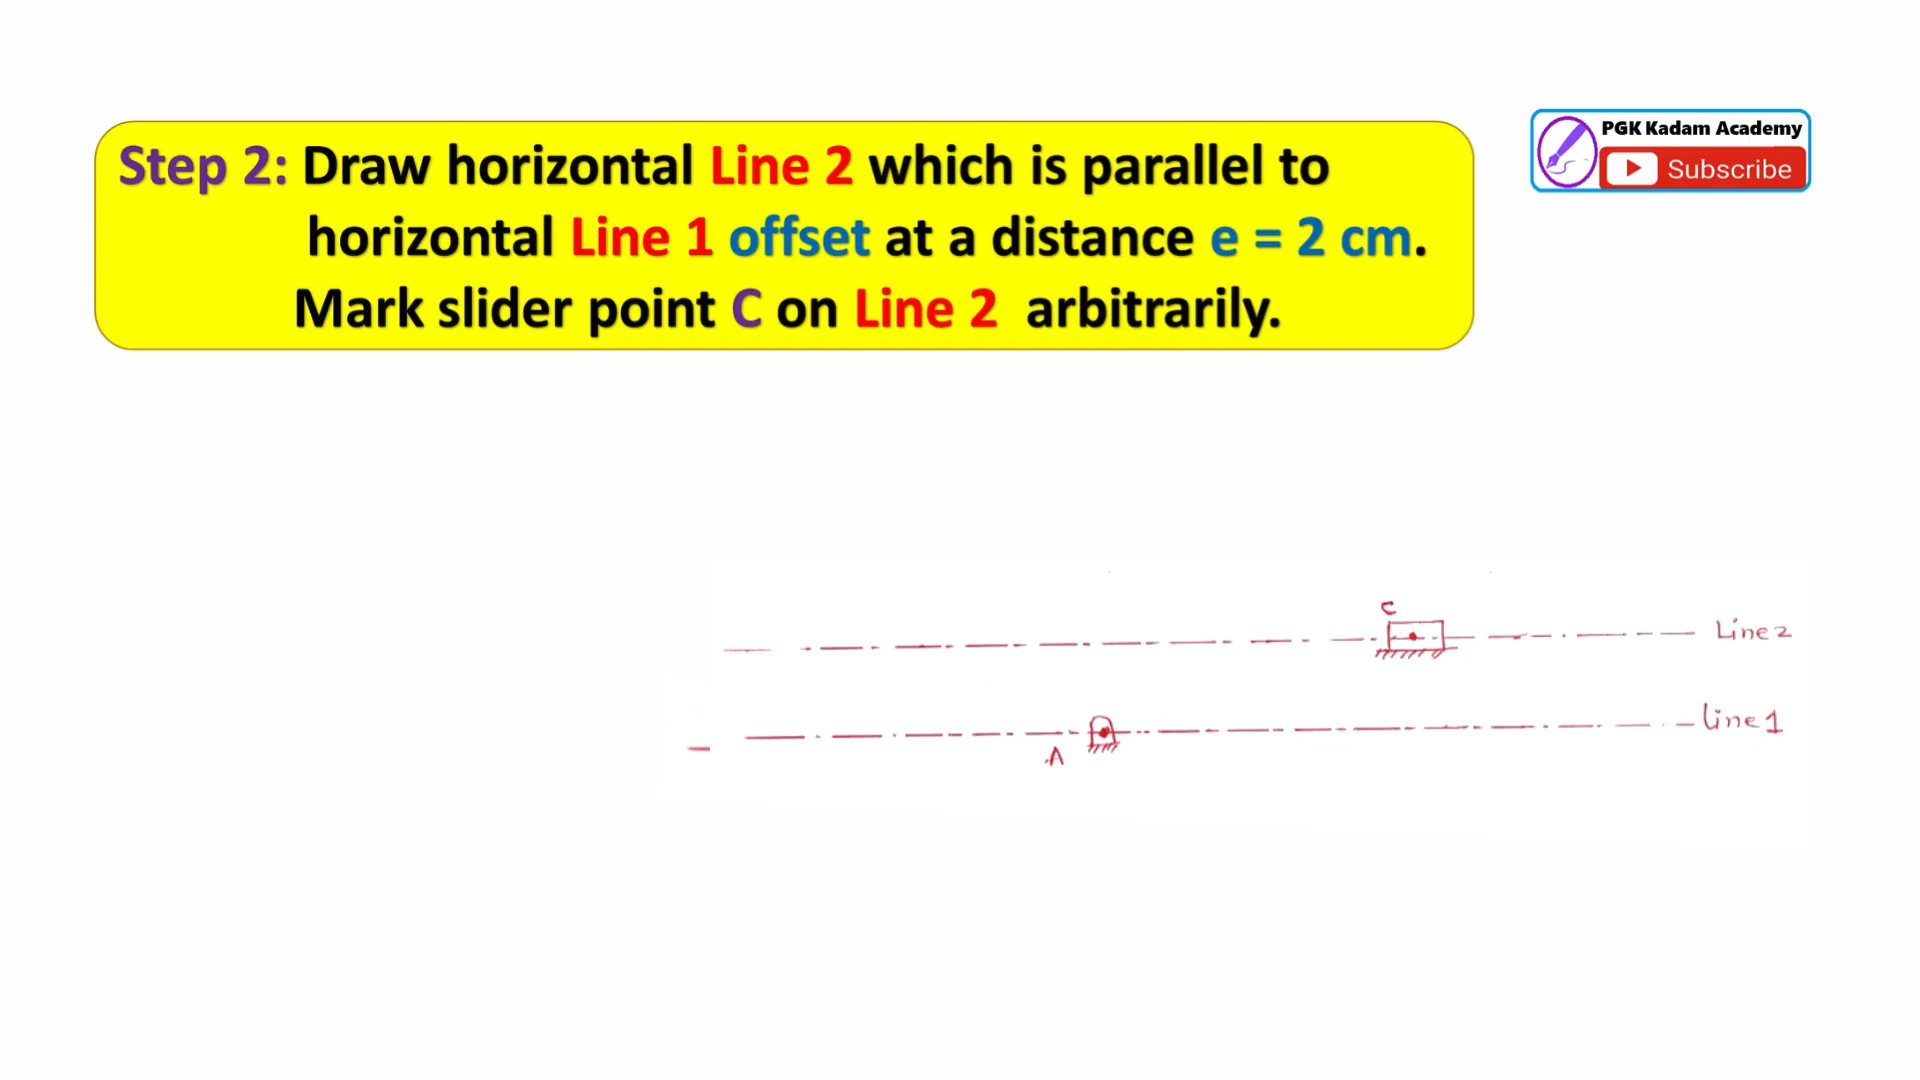 PGK Kadam Academy
Subscribe
Step 2: Draw horizontal Line 2 which is parallel to
horizontal Line 1 offset at a distance e = 2 cm.
Mark slider point C on Line 2 arbitrarily.
C
Line 2
Line 1
A